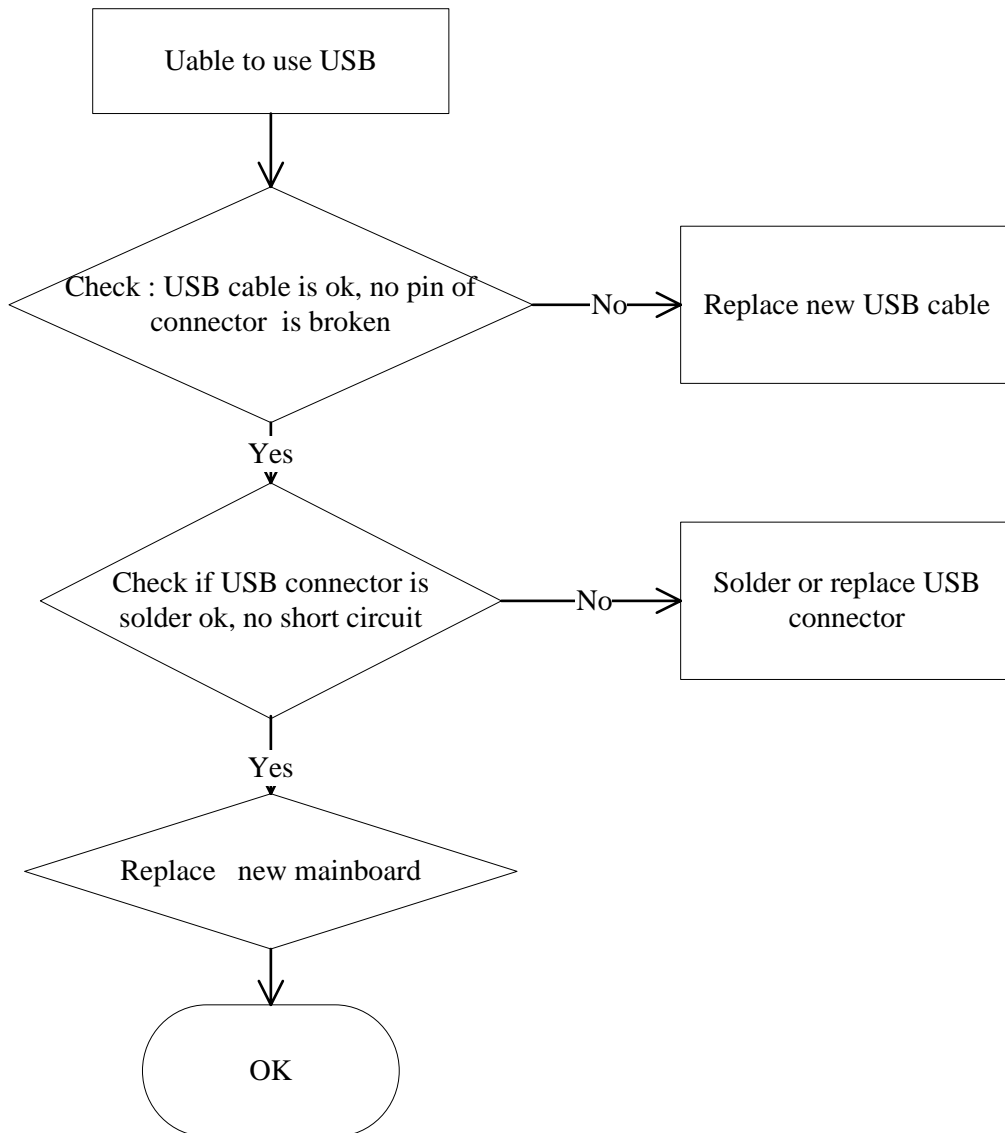 Uable to use USB
Check : USB cable is ok, no pin of
connector is broken
No
Replace new USB cable
Yes
Check if USB connector is
solder ok, no short circuit
No
Solder or replace USB
connector
Yes
Replace new mainboard
OK